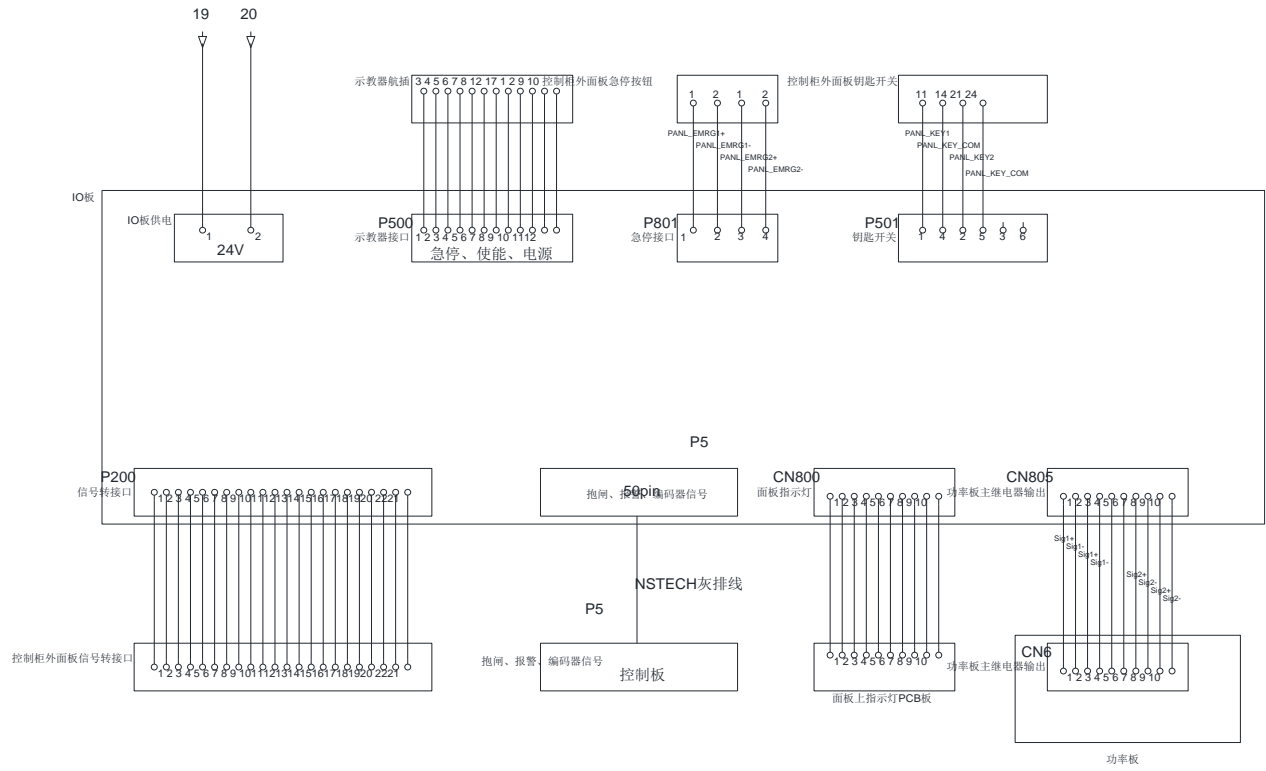 19 20
示教器航插 3 4 5 6 7 8 12 17 1 2 9 10 控制柜外面板急停按钮
1 2 1 2
控制柜外面板钥匙开关
11 14 21 24
PANL_EMRG1+
PANL_EMRG1-
PANL_EMRG2+
PANL_EMRG2-
PANL_KEY1
PANL_KEY_COM
PANL_KEY2
PANL_KEY_COM
IO板
IO板供电
1 2
24V
P500
示教器接口
1 2 3 4 5 6 7 8 9 10 11 12
急停、使能、电源
P801
急停接口
1 2 3 4
P501
钥匙开关
1 4 2 5 3 6
P5
P200
信号转接口
1 2 3 4 5 6 7 8 9 10 11 12 13 14 15 16 17 18 19 20 22 21
50pin
抱闸、报警、编码器信号
CN800
面板指示灯
1 2 3 4 5 6 7 8 9 10
CN805
功率板主继电器输出
1 2 3 4 5 6 7 8 9 10
Sig1+
Sig1-
Sig1+
Sig1-
Sig2+
Sig2-
Sig2+
Sig2-
NSTECH灰排线
P5
控制柜外面板信号转接口
1 2 3 4 5 6 7 8 9 10 11 12 13 14 15 16 17 18 19 20 22 21
抱闸、报警、编码器信号
控制板
1 2 3 4 5 6 7 8 9 10
面板上指示灯PCB板
CN6
功率板主继电器输出
1 2 3 4 5 6 7 8 9 10
功率板